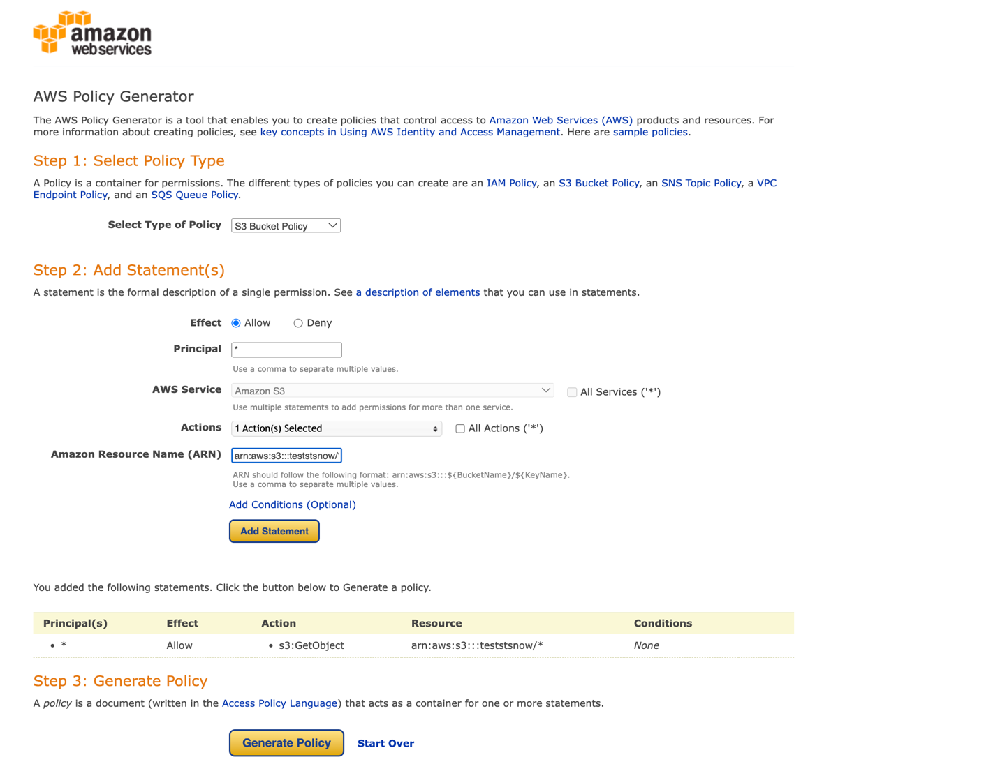 amazon
web services
AWS Policy Generator
The AWS Policy Generator is a tool that enables you to create policies that control access to Amazon Web Services (AWS) products and resources. For
more information about creating policies, see key concepts in Using AWS Identity and Access Management. Here are sample policies.
Step 1: Select Policy Type
A Policy is a container for permissions. The different types of policies you can create are an IAM Policy, an S3 Bucket Policy, an SNS Topic Policy, a VPC
Endpoint Policy, and an SQS Queue Policy.
Select Type of Policy S3 Bucket Policy
Step 2: Add Statement(s)
A statement is the formal description of a single permission. See a description of elements that you can use in statements.
Effect Allow Deny
Principal *
Use a comma to separate multiple values.
AWS Service Amazon S3 All Services ('*')
Use multiple statements to add permissions for more than one service.
Actions 1 Action(s) Selected All Actions ('*')
Amazon Resource Name (ARN) arn:aws:s3:::teststsnow/
ARN should follow the following format: arn:aws:s3:::${BucketName}/${KeyName}.
Use a comma to separate multiple values.
Add Conditions (Optional)
Add Statement
You added the following statements. Click the button below to Generate a policy.
Principal(s) Effect Action Resource Conditions
• * Allow • s3:GetObject arn:aws:s3:::teststsnow/* None
Step 3: Generate Policy
A policy is a document (written in the Access Policy Language) that acts as a container for one or more statements.
Generate Policy Start Over